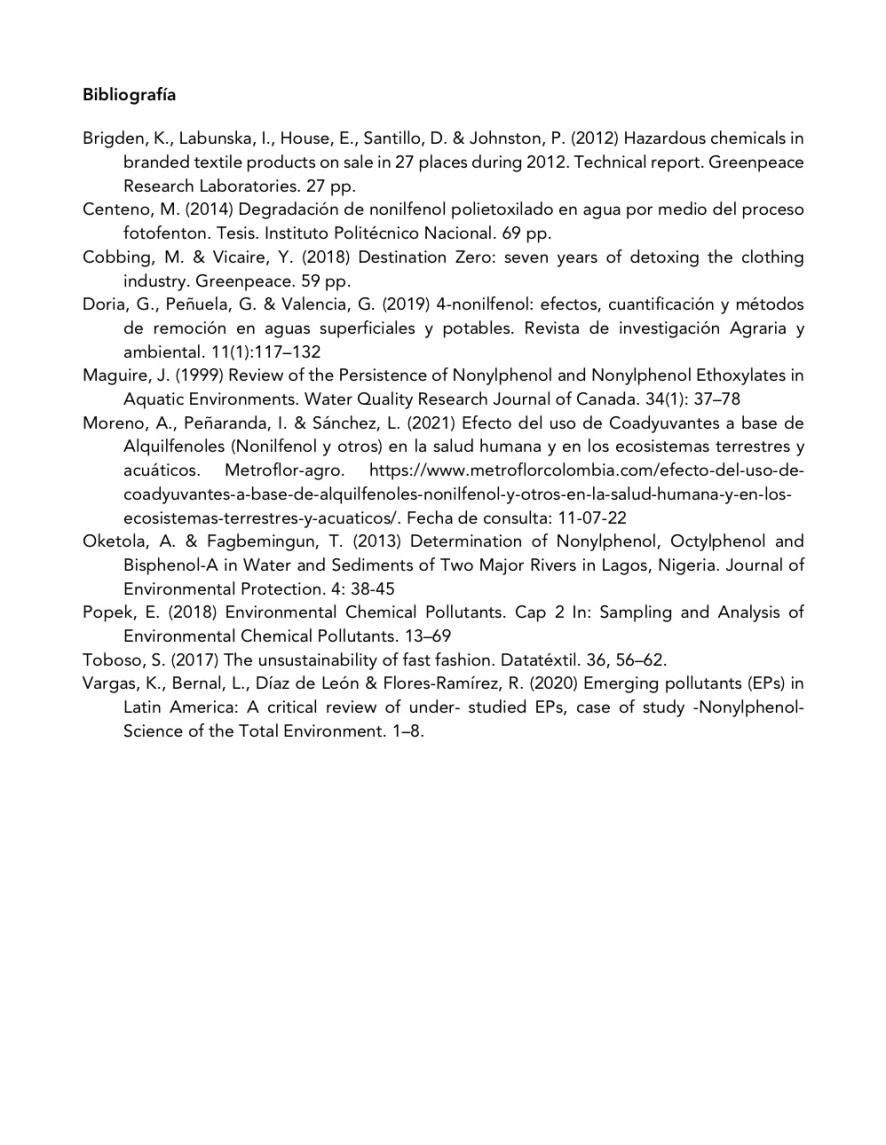 Bibliografía
Brigden, K., Labunska, I., House, E., Santillo, D. & Johnston, P. (2012) Hazardous chemicals in
branded textile products on sale in 27 places during 2012. Technical report. Greenpeace
Research Laboratories. 27 pp.
Centeno, M. (2014) Degradación de nonilfenol polietoxilado en agua por medio del proceso
fotofenton. Tesis. Instituto Politécnico Nacional. 69 pp.
Cobbing, M. & Vicaire, Y. (2018) Destination Zero: seven years of detoxing the clothing
industry. Greenpeace. 59 pp.
Doria, G., Peñuela, G. & Valencia, G. (2019) 4-nonilfenol: efectos, cuantificación y métodos
de remoción en aguas superficiales y potables. Revista de investigación Agraria y
ambiental. 11(1):117–132
Maguire, J. (1999) Review of the Persistence of Nonylphenol and Nonylphenol Ethoxylates in
Aquatic Environments. Water Quality Research Journal of Canada. 34(1): 37–78
Moreno, A., Peñaranda, I. & Sánchez, L. (2021) Efecto del uso de Coadyuvantes a base de
Alquilfenoles (Nonilfenol y otros) en la salud humana y en los ecosistemas terrestres y
acuáticos. Metroflor-agro. https://www.metroflorcolombia.com/efecto-del-uso-de-
coadyuvantes-a-base-de-alquilfenoles-nonilfenol-y-otros-en-la-salud-humana-y-en-los-
ecosistemas-terrestres-y-acuaticos/. Fecha de consulta: 11-07-22
Oketola, A. & Fagbemingun, T. (2013) Determination of Nonylphenol, Octylphenol and
Bisphenol-A in Water and Sediments of Two Major Rivers in Lagos, Nigeria. Journal of
Environmental Protection. 4: 38-45
Popek, E. (2018) Environmental Chemical Pollutants. Cap 2 In: Sampling and Analysis of
Environmental Chemical Pollutants. 13–69
Toboso, S. (2017) The unsustainability of fast fashion. Datatéxtil. 36, 56–62.
Vargas, K., Bernal, L., Díaz de León & Flores-Ramírez, R. (2020) Emerging pollutants (EPs) in
Latin America: A critical review of under- studied EPs, case of study -Nonylphenol-
Science of the Total Environment. 1–8.